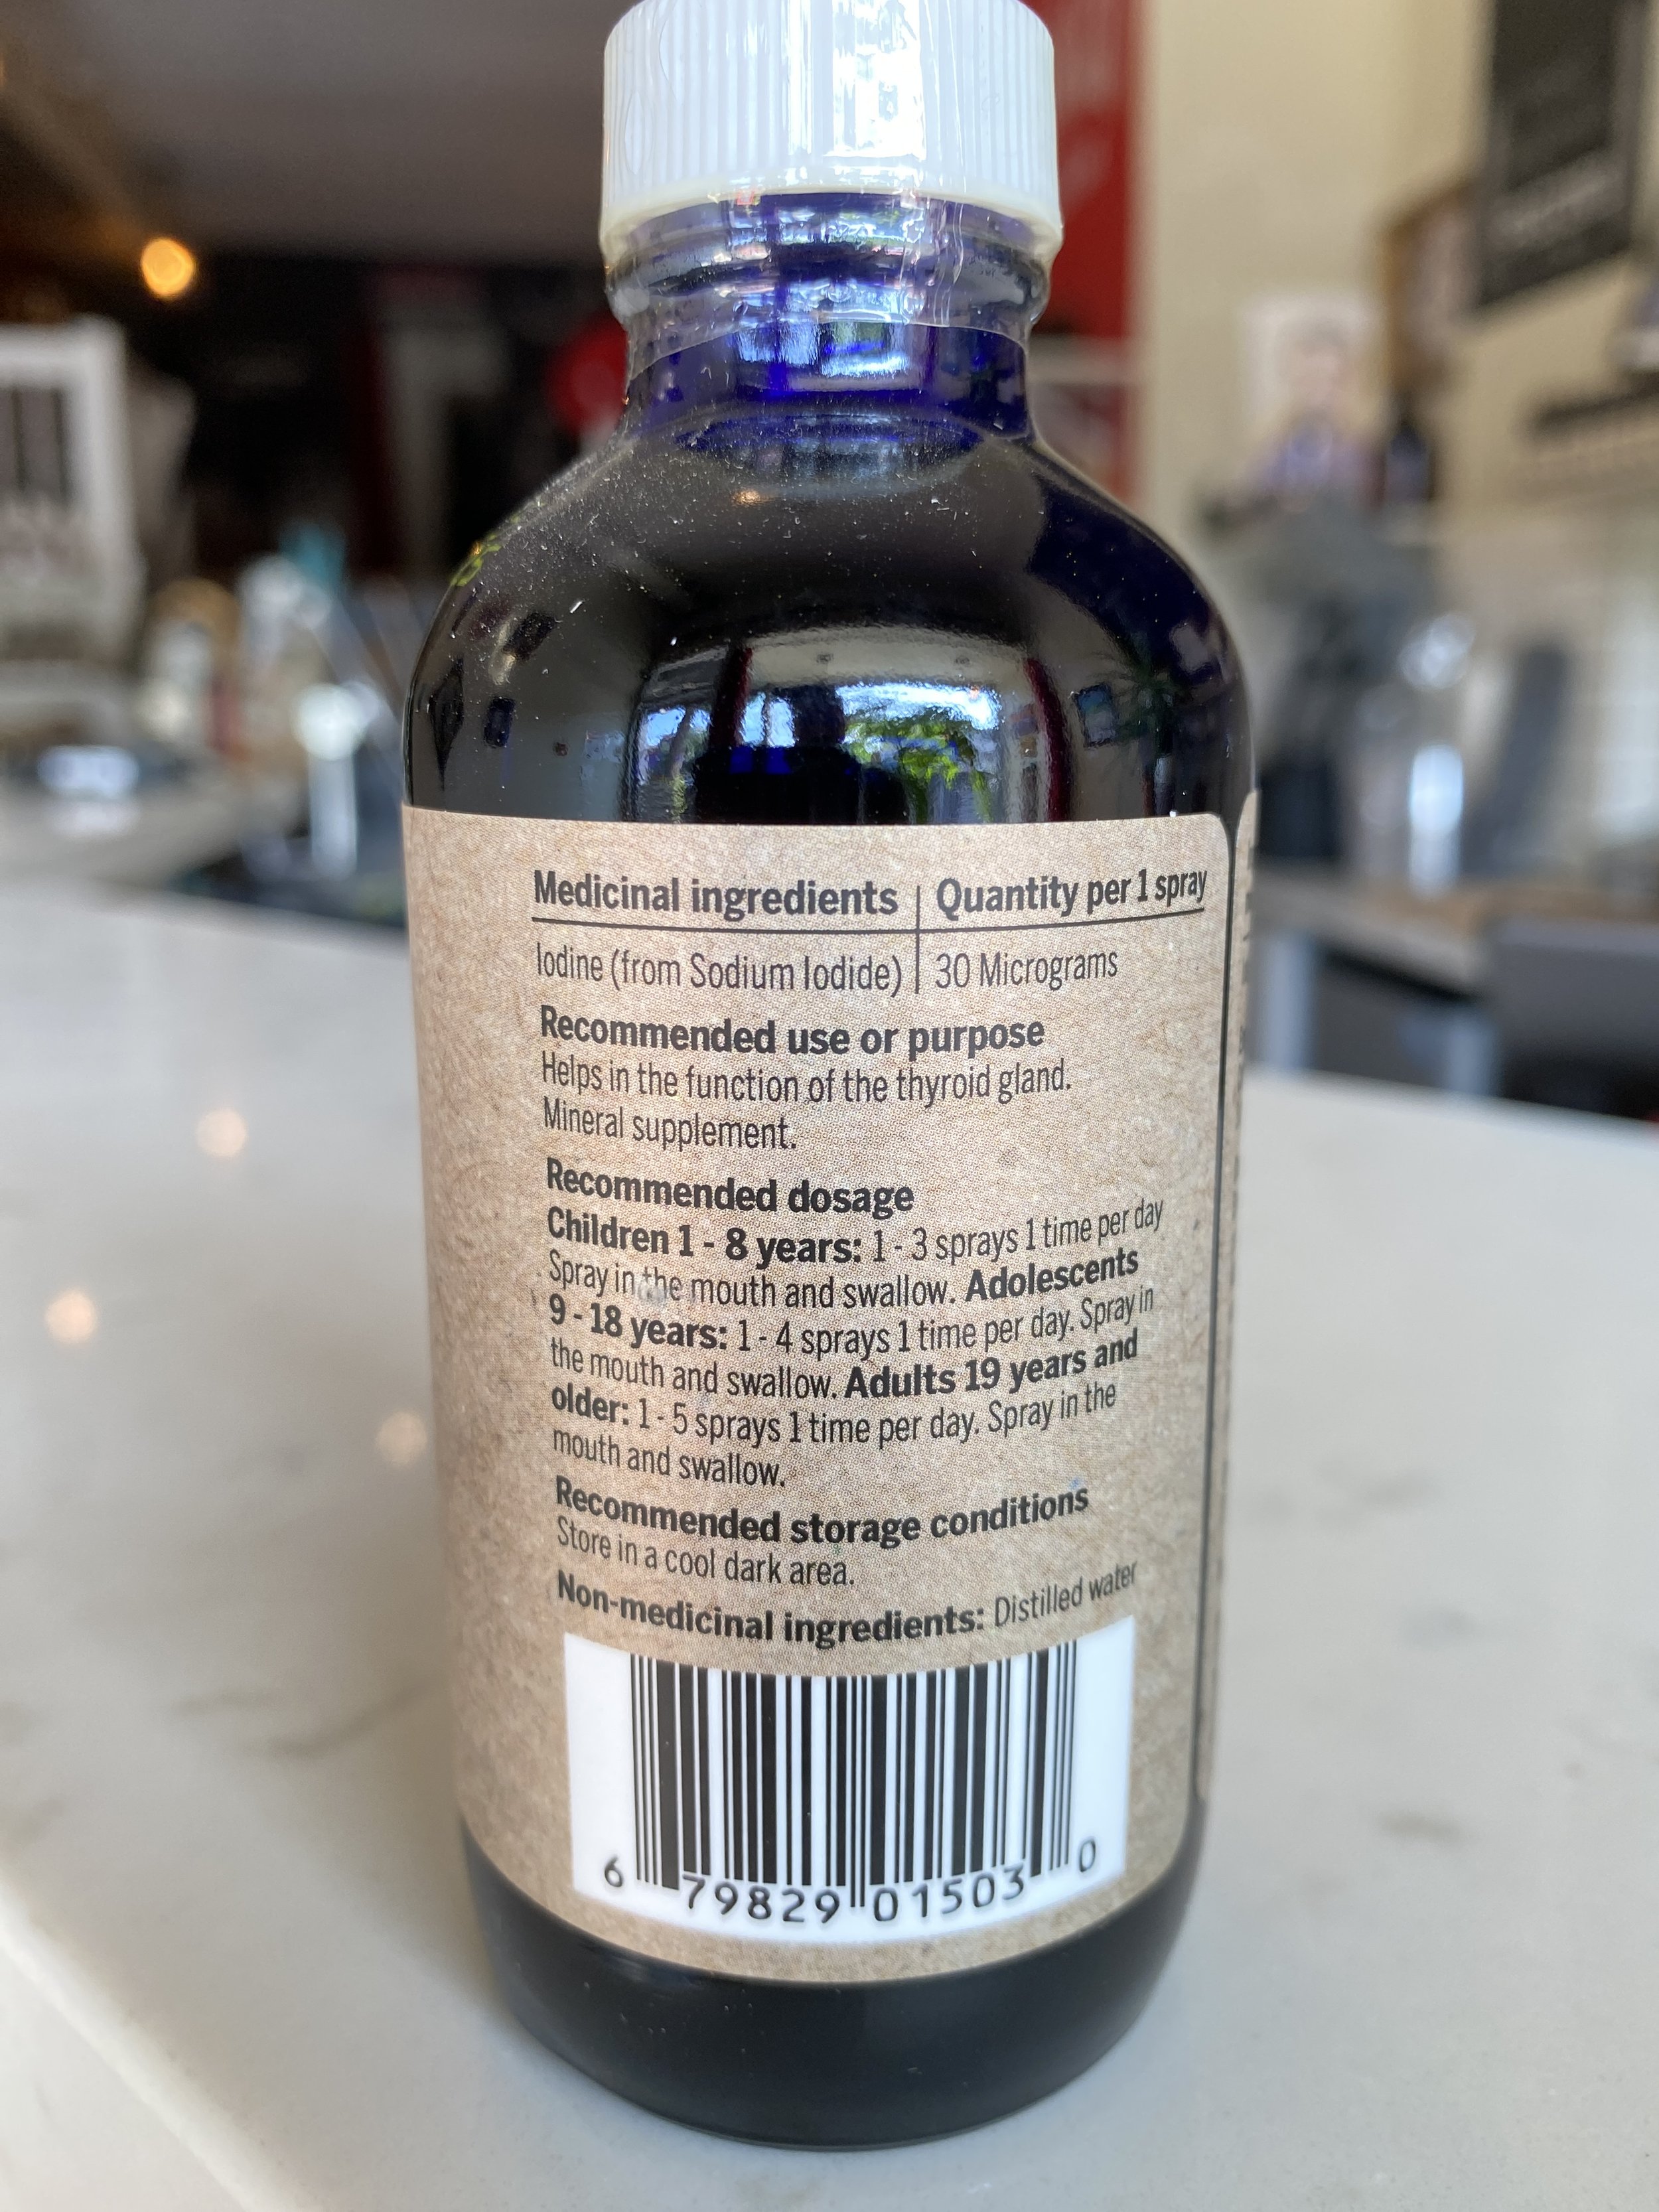 Medicinal ingredients | Quantity per 1 spray
Iodine (from Sodium Iodide) | 30 Micrograms
Recommended use or purpose
Helps in the function of the thyroid gland.
Mineral supplement.
Recommended dosage
Children 1 - 8 years: 1 - 3 sprays 1 time per day
Spray in the mouth and swallow. Adolescents
9 - 18 years: 1 - 4 sprays 1 time per day. Spray in
the mouth and swallow. Adults 19 years and
older: 1 - 5 sprays 1 time per day. Spray in the
mouth and swallow.
Recommended storage conditions
Store in a cool dark area.
Non-medicinal ingredients: Distilled water
6 79829 01503 0